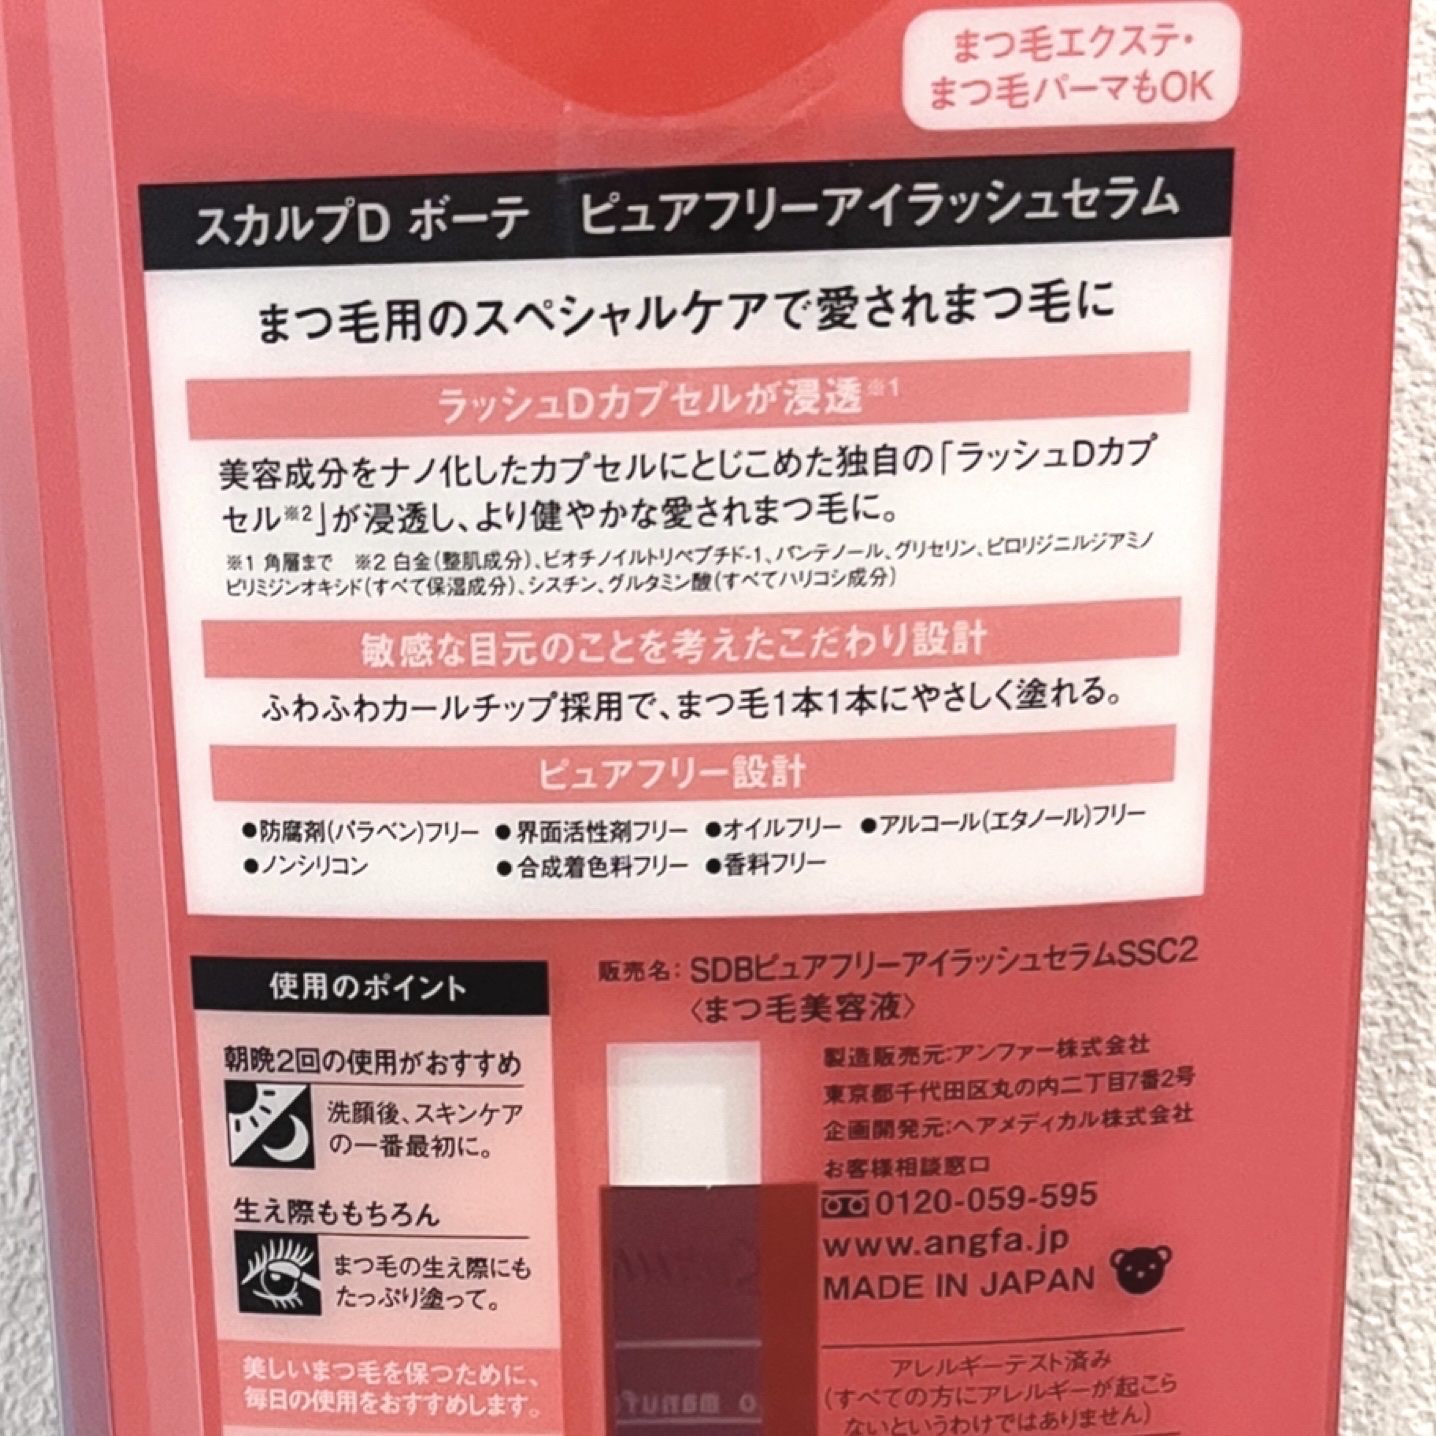 まつ毛エクステ・
まつ毛パーマもOK
スカルプD ボーテ　ピュアフリーアイラッシュセラム
まつ毛用のスペシャルケアで愛されまつ毛に
ラッシュDカプセルが浸透※1
美容成分をナノ化したカプセルにとじこめた独自の「ラッシュDカプ
セル※2」が浸透し、より健やかな愛されまつ毛に。
※1 角層まで　※2 白金(整肌成分)、ビオチノイルトリペプチド-1、パンテノール、グリセリン、ピロリジニルジアミノ
ピリミジンオキシド(すべて保湿成分)、シスチン、グルタミン酸(すべてハリコシ成分)
敏感な目元のことを考えたこだわり設計
ふわふわカールチップ採用で、まつ毛1本1本にやさしく塗れる。
ピュアフリー設計
●防腐剤(パラベン)フリー ●界面活性剤フリー ●オイルフリー ●アルコール(エタノール)フリー
●ノンシリコン ●合成着色料フリー ●香料フリー
使用のポイント
朝晩2回の使用がおすすめ
洗顔後、スキンケア
の一番最初に。
生え際ももちろん
まつ毛の生え際にも
たっぷり塗って。
美しいまつ毛を保つために、
毎日の使用をおすすめします。
販売名：SDBピュアフリーアイラッシュセラムSSC2
〈まつ毛美容液〉
製造販売元:アンファー株式会社
東京都千代田区丸の内二丁目7番2号
企画開発元:ヘアメディカル株式会社
お客様相談窓口
0120-059-595
www.angfa.jp
MADE IN JAPAN
アレルギーテスト済み
(すべての方にアレルギーが起こら
ないというわけではありません)